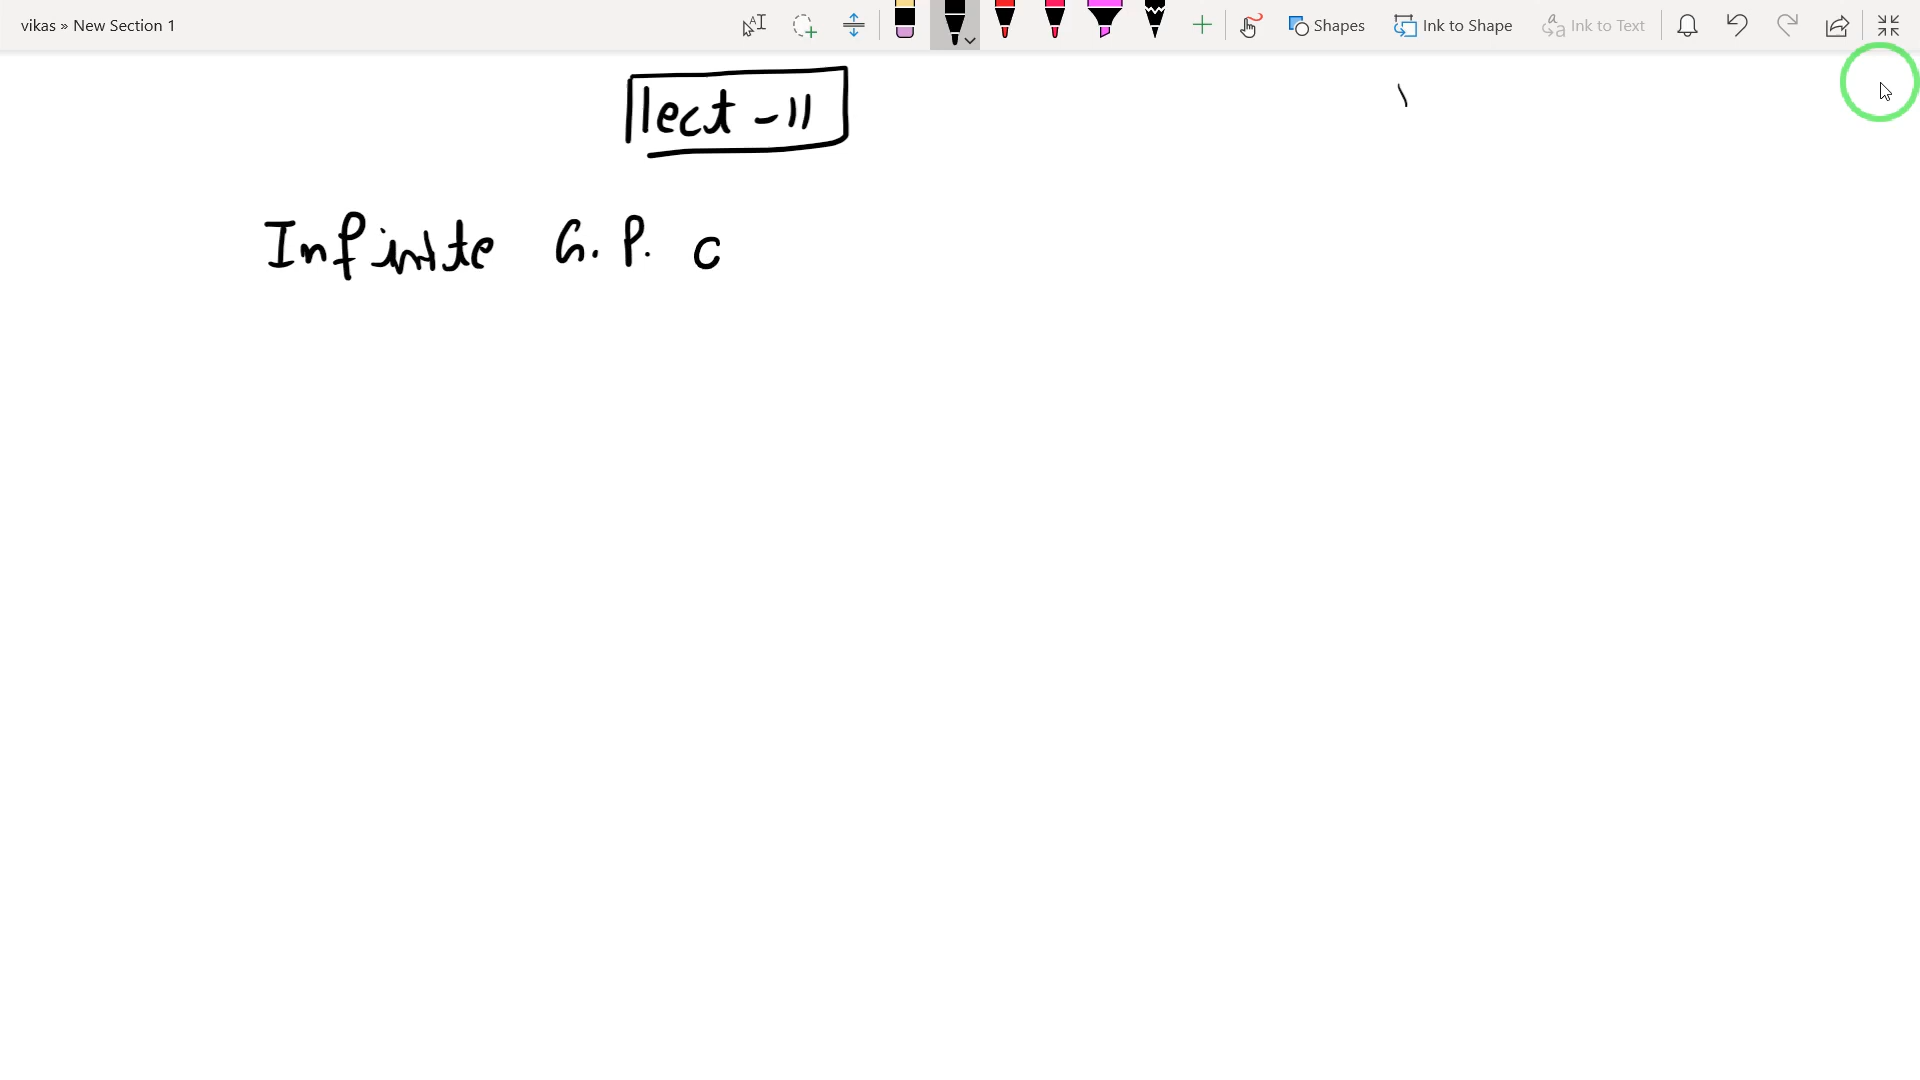 vikas » New Section 1
Shapes
Ink to Shape
Ink to Text
lect - 11
Infinite G.P. c